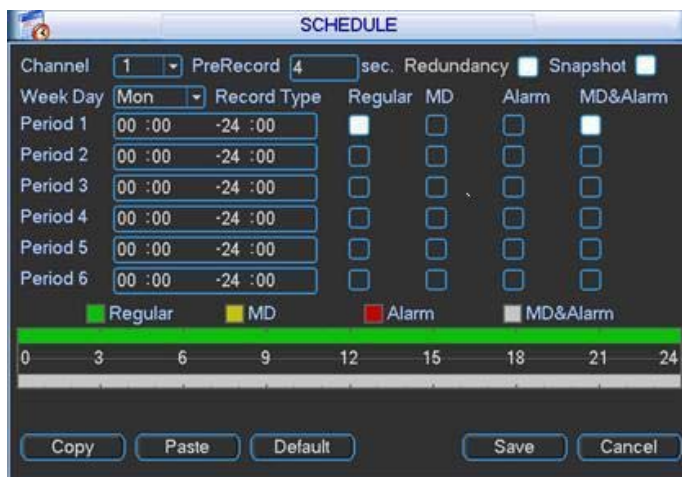 SCHEDULE
Channel 1 PreRecord 4 sec. Redundancy Snapshot
Week Day Mon Record Type Regular MD Alarm MD&Alarm
Period 1 00 :00 -24 :00
Period 2 00 :00 -24 :00
Period 3 00 :00 -24 :00
Period 4 00 :00 -24 :00
Period 5 00 :00 -24 :00
Period 6 00 :00 -24 :00
Regular MD Alarm MD&Alarm
0 3 6 9 12 15 18 21 24
Copy Paste Default Save Cancel